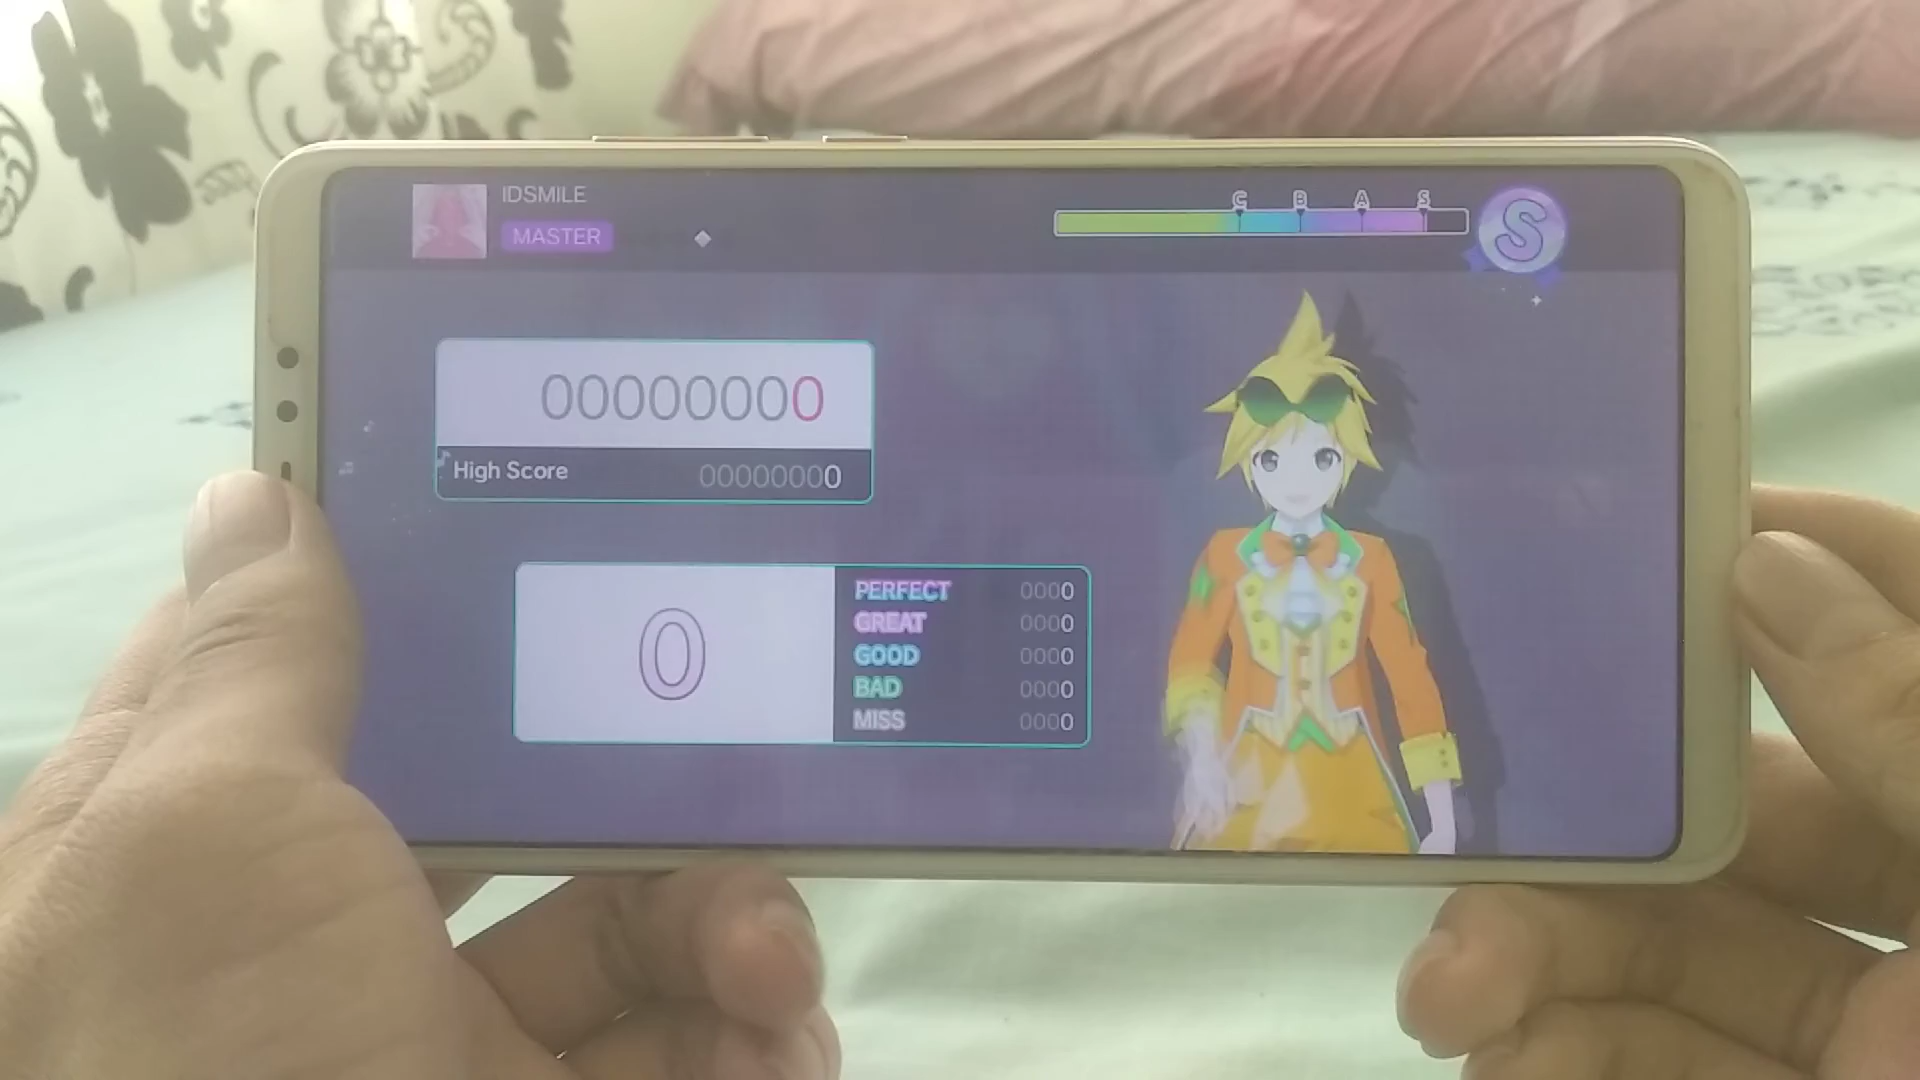 IDSMILE
MASTER
C B A S
S
00000000
High Score 00000000
0
PERFECT 0000
GREAT 0000
GOOD 0000
BAD 0000
MISS 0000